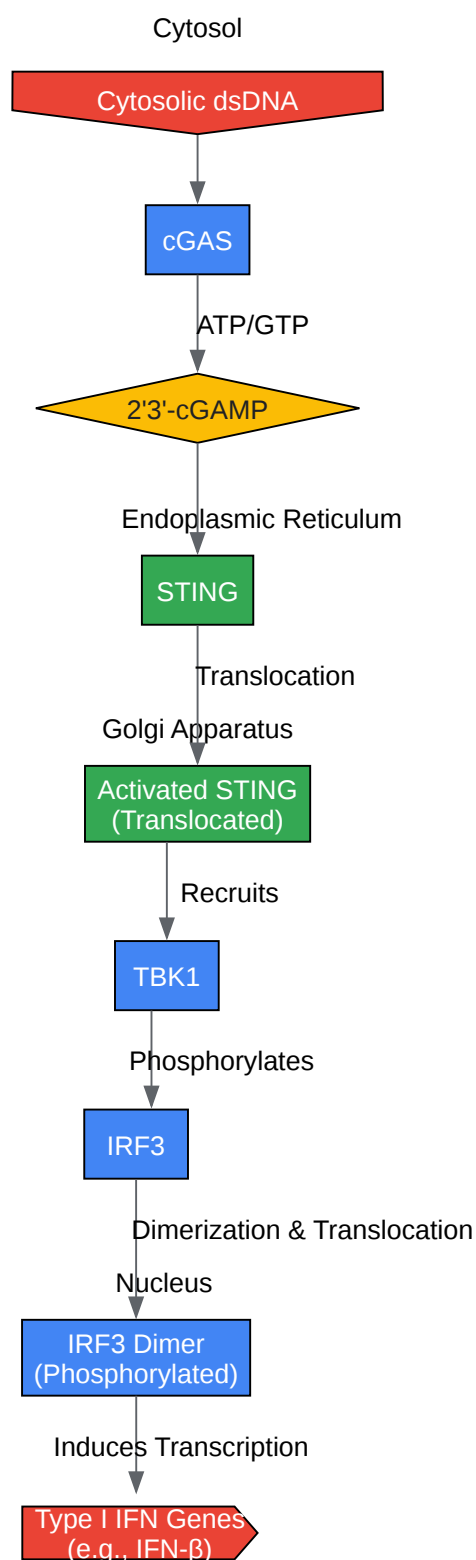 Cytosol
Cytosolic dsDNA
cGAS
ATP/GTP
2'3'-cGAMP
Endoplasmic Reticulum
STING
Translocation
Golgi Apparatus
Activated STING
(Translocated)
Recruits
TBK1
Phosphorylates
IRF3
Dimerization & Translocation
Nucleus
IRF3 Dimer
(Phosphorylated)
Induces Transcription
Type I IFN Genes
(e.g., IFN-β)